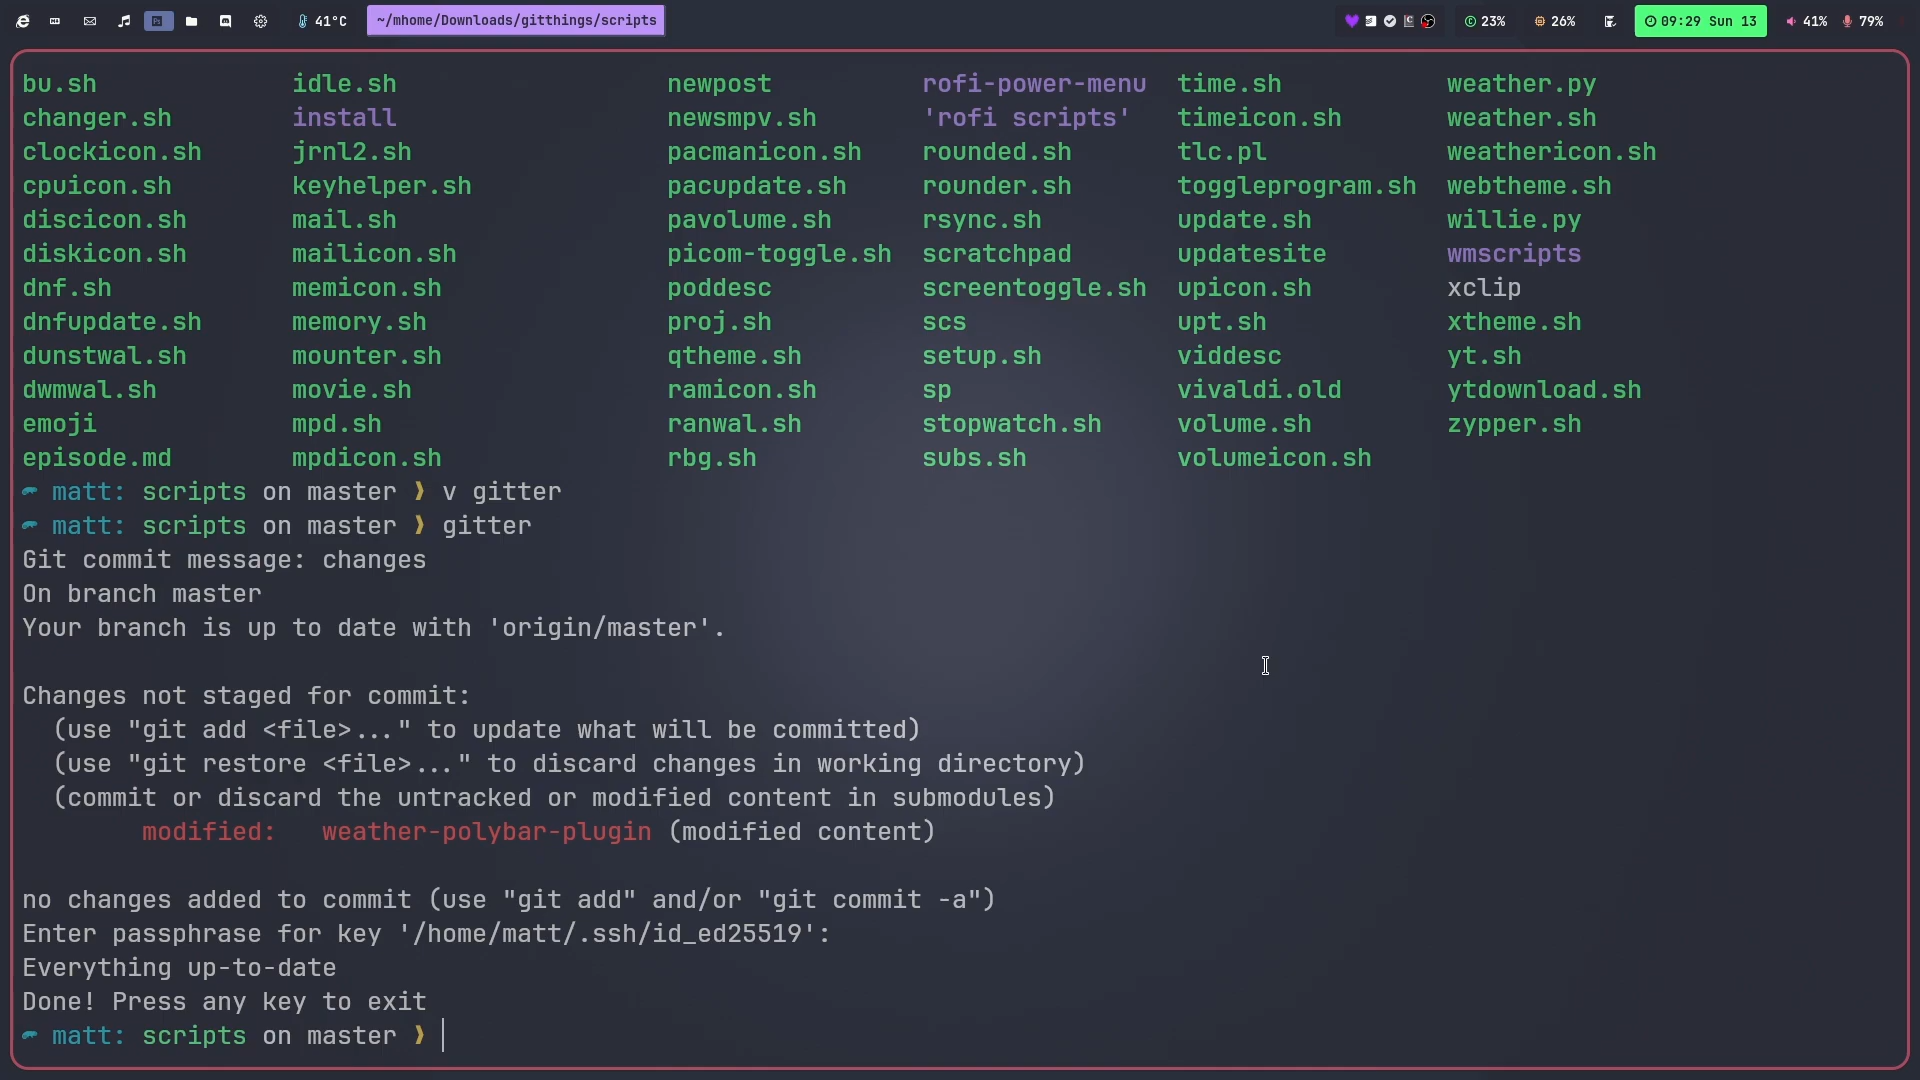 41°C ~/mhome/Downloads/gitthings/scripts 23% 26% 09:29 Sun 13 41% 79%
bu.sh idle.sh newpost rofi-power-menu time.sh weather.py
changer.sh install newsmpv.sh 'rofi scripts' timeicon.sh weather.sh
clockicon.sh jrnl2.sh pacmanicon.sh rounded.sh tlc.pl weathericon.sh
cpuicon.sh keyhelper.sh pacupdate.sh rounder.sh toggleprogram.sh webtheme.sh
discicon.sh mail.sh pavolume.sh rsync.sh update.sh willie.py
diskicon.sh mailicon.sh picom-toggle.sh scratchpad updatesite wmscripts
dnf.sh memicon.sh poddesc screentoggle.sh upicon.sh xclip
dnfupdate.sh memory.sh proj.sh scs upt.sh xtheme.sh
dunstwal.sh mounter.sh qtheme.sh setup.sh viddesc yt.sh
dwmwal.sh movie.sh ramicon.sh sp vivaldi.old ytdownload.sh
emoji mpd.sh ranwal.sh stopwatch.sh volume.sh zypper.sh
episode.md mpdicon.sh rbg.sh subs.sh volumeicon.sh
matt: scripts on master ❯ v gitter
matt: scripts on master ❯ gitter
Git commit message: changes
On branch master
Your branch is up to date with 'origin/master'.
Changes not staged for commit:
(use "git add <file>..." to update what will be committed)
(use "git restore <file>..." to discard changes in working directory)
(commit or discard the untracked or modified content in submodules)
modified: weather-polybar-plugin (modified content)
no changes added to commit (use "git add" and/or "git commit -a")
Enter passphrase for key '/home/matt/.ssh/id_ed25519':
Everything up-to-date
Done! Press any key to exit
matt: scripts on master ❯